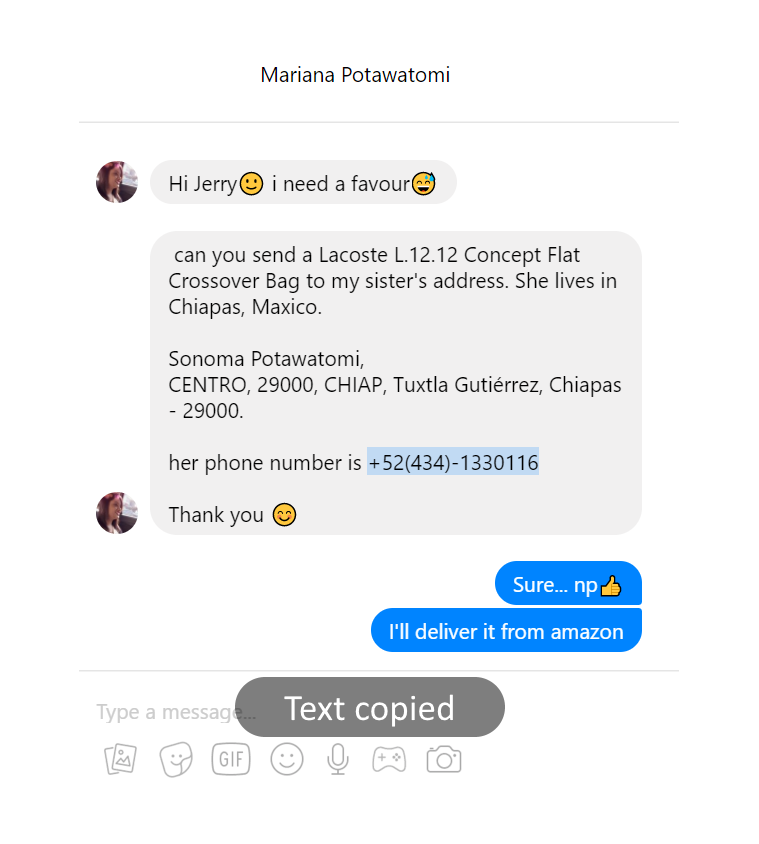 Mariana Potawatomi
Hi Jerry🙂 i need a favour😅
can you send a Lacoste L.12.12 Concept Flat
Crossover Bag to my sister's address. She lives in
Chiapas, Maxico.
Sonoma Potawatomi,
CENTRO, 29000, CHIAP, Tuxtla Gutiérrez, Chiapas
- 29000.
her phone number is +52(434)-1330116
Thank you 😊
Sure... np👍
I'll deliver it from amazon
Type a message...
Text copied
GIF